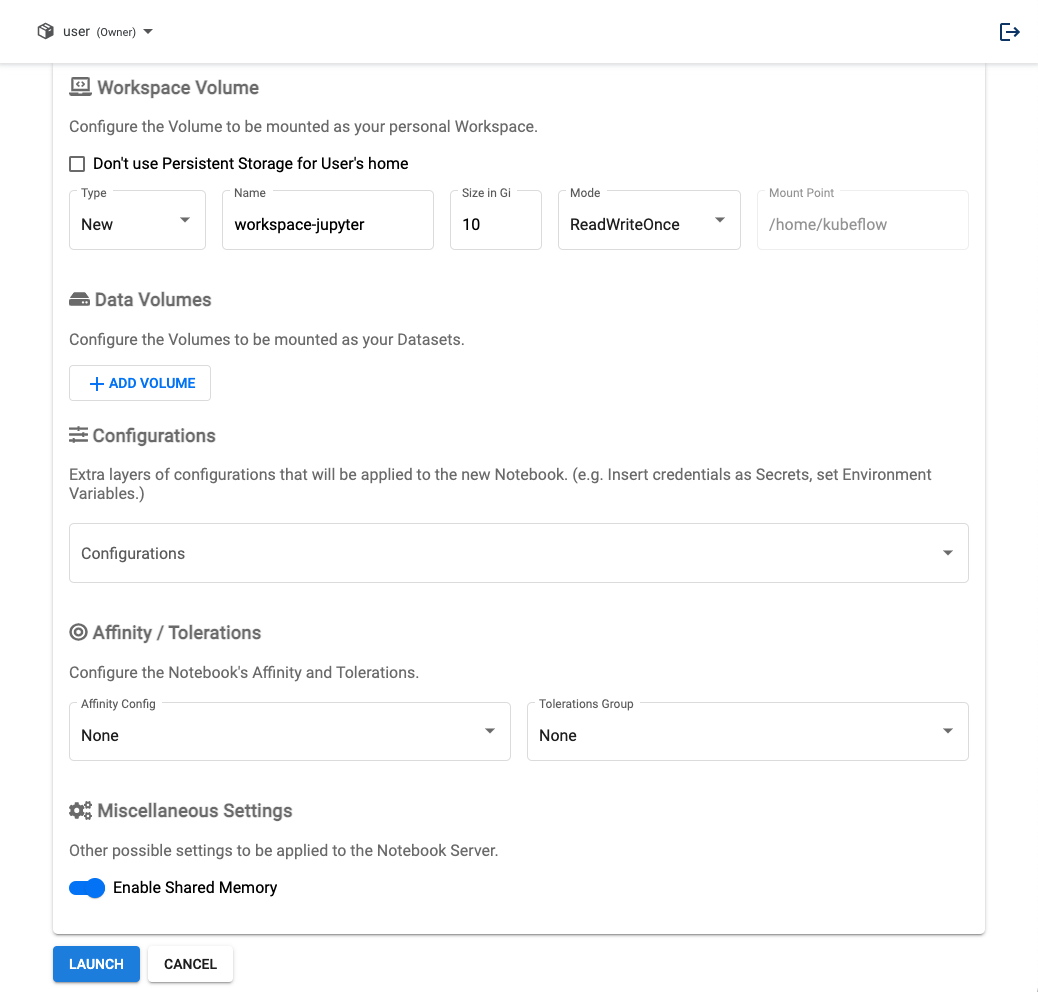 user (Owner)
Workspace Volume
Configure the Volume to be mounted as your personal Workspace.
Don't use Persistent Storage for User's home
Type Name Size in Gi Mode Mount Point
New workspace-jupyter 10 ReadWriteOnce /home/kubeflow
Data Volumes
Configure the Volumes to be mounted as your Datasets.
ADD VOLUME
Configurations
Extra layers of configurations that will be applied to the new Notebook. (e.g. Insert credentials as Secrets, set Environment
Variables.)
Configurations
Affinity / Tolerations
Configure the Notebook's Affinity and Tolerations.
Affinity Config Tolerations Group
None None
Miscellaneous Settings
Other possible settings to be applied to the Notebook Server.
Enable Shared Memory
LAUNCH CANCEL